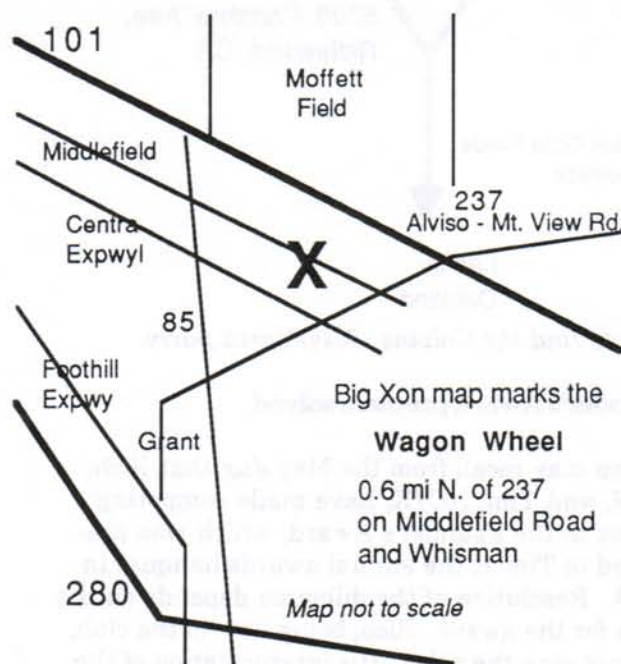 101
Moffett
Field
Middlefield
237
Alviso - Mt. View Rd.
Centra
Expwyl
X
85
Foothill
Expwy
Big Xon map marks the
Grant
Wagon Wheel
0.6 mi N. of 237
on Middlefield Road
and Whisman
280
Map not to scale